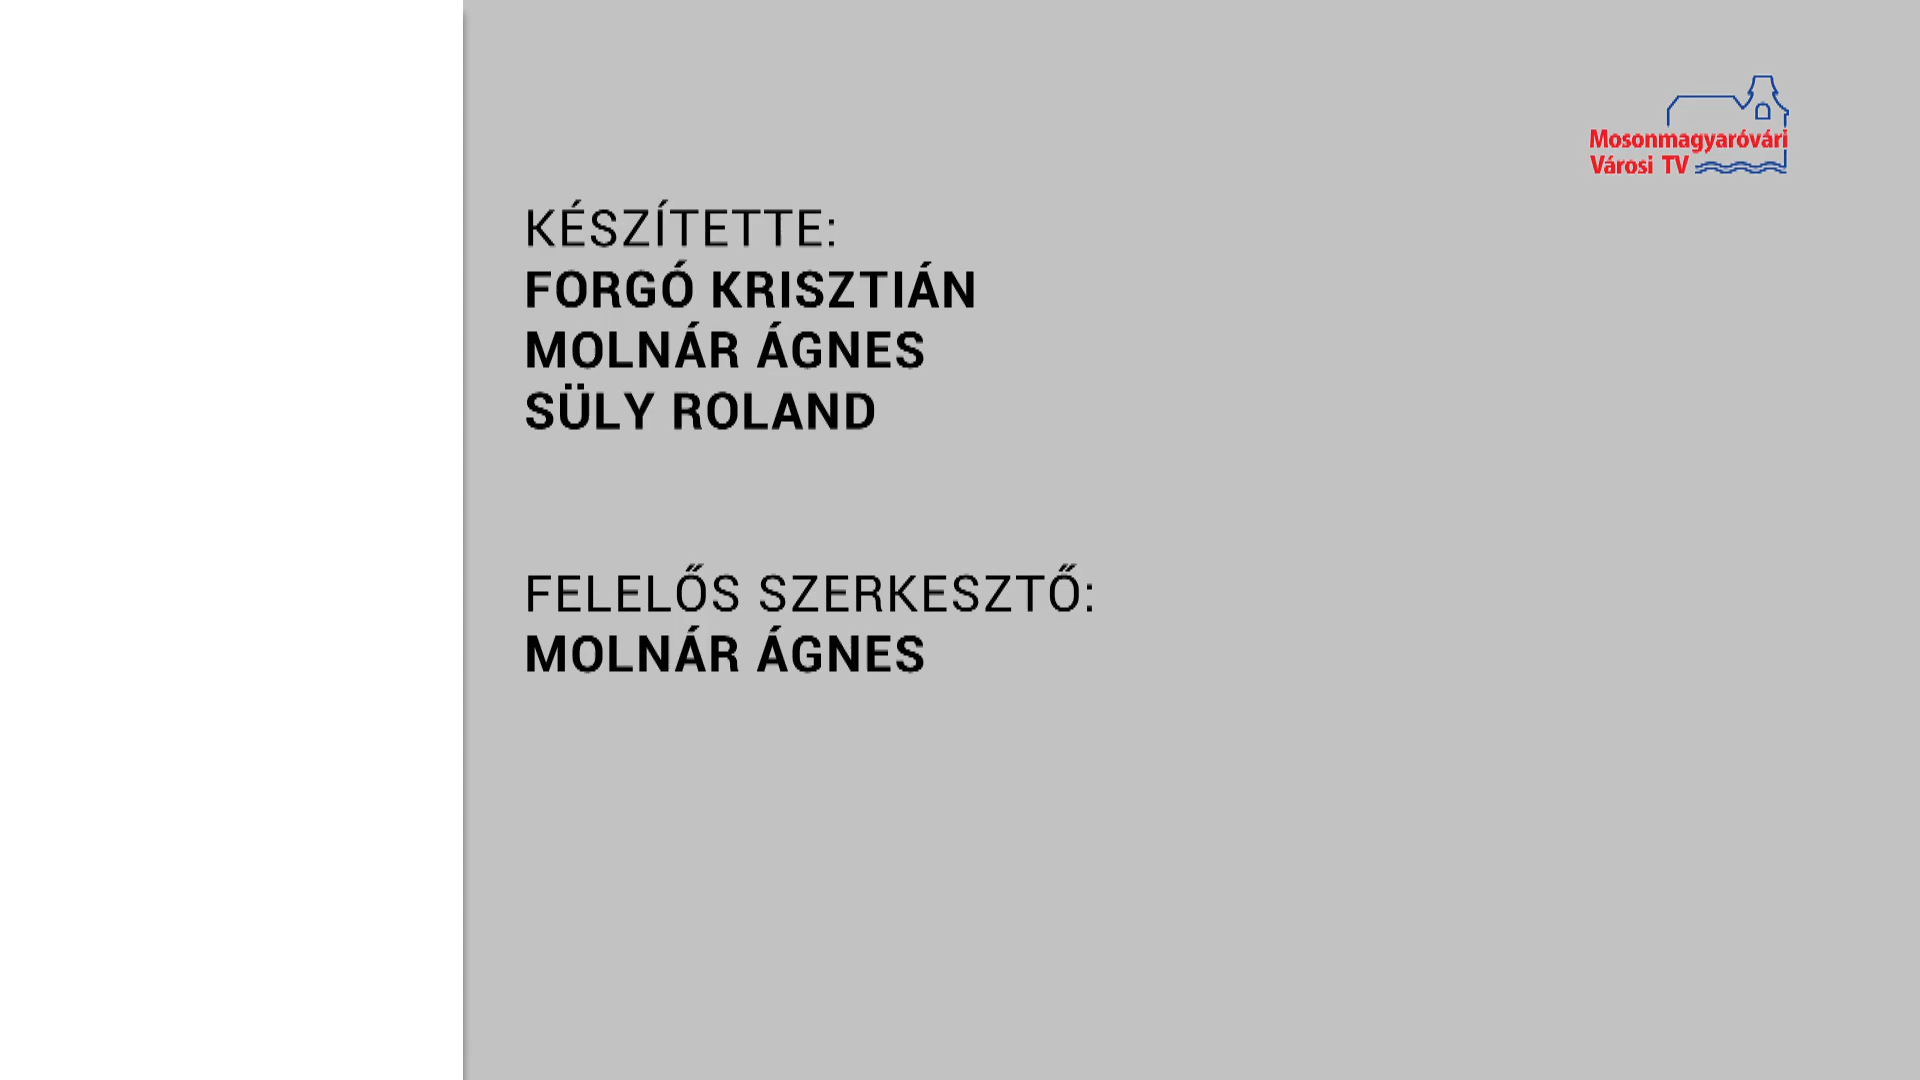 Mosonmagyaróvári
Városi TV
KÉSZÍTETTE:
FORGÓ KRISZTIÁN
MOLNÁR ÁGNES
SÜLY ROLAND
FELELŐS SZERKESZTŐ:
MOLNÁR ÁGNES